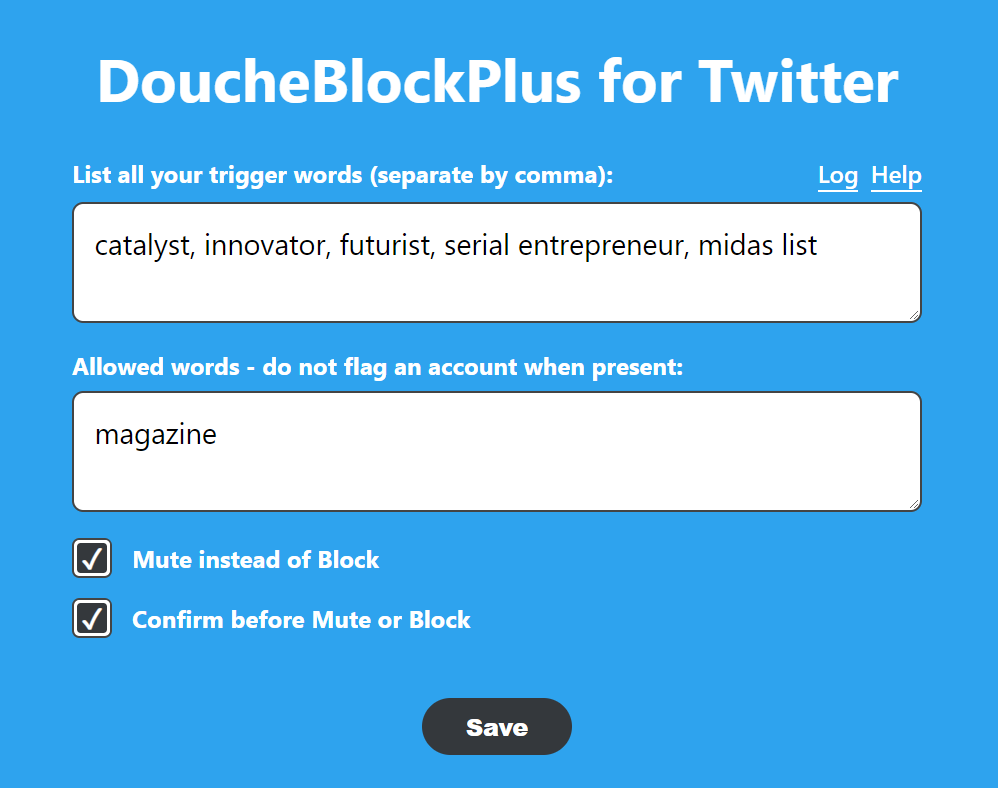 DoucheBlockPlus for Twitter
List all your trigger words (separate by comma): Log Help
catalyst, innovator, futurist, serial entrepreneur, midas list
Allowed words - do not flag an account when present:
magazine
Mute instead of Block
Confirm before Mute or Block
Save